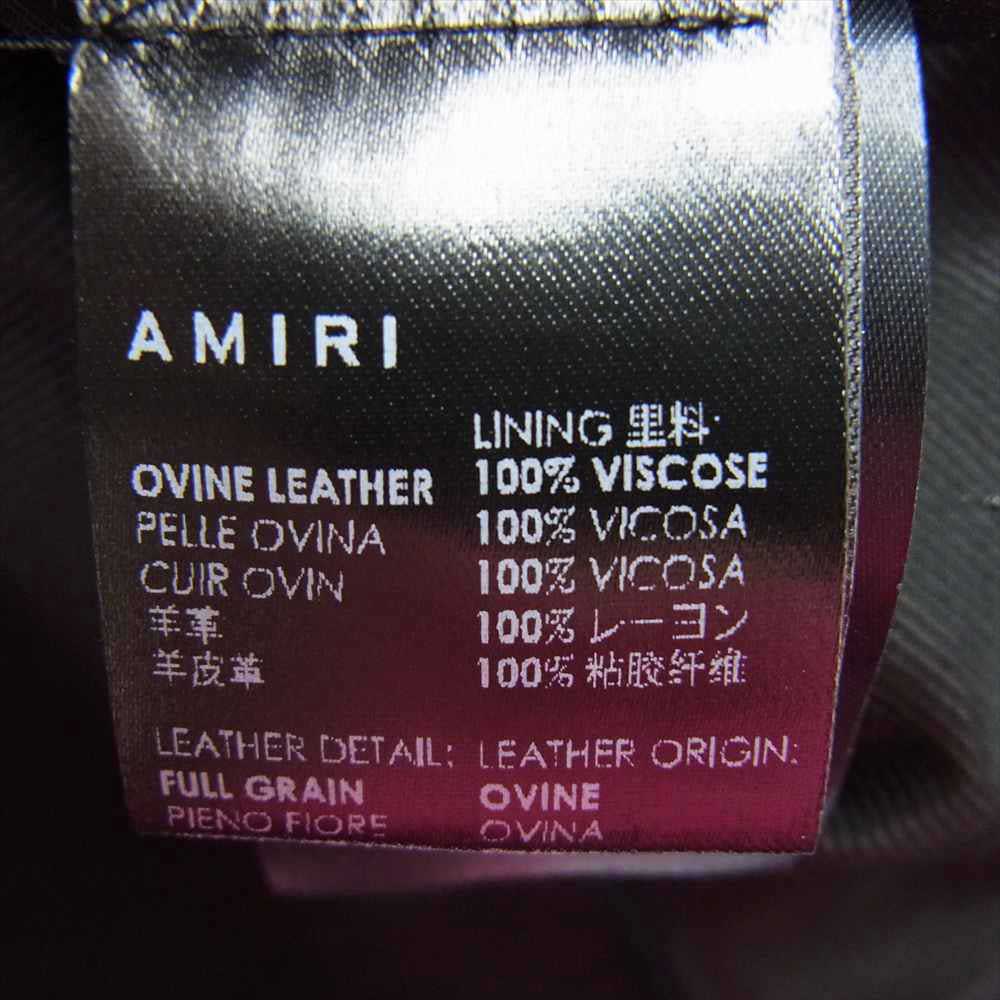 AMIRI
OVINE LEATHER
PELLE OVINA
CUIR OVIN
羊革
羊皮革
LINING 里料:
100% VISCOSE
100% VICOSA
100% VICOSA
100% レーヨン
100% 粘胶纤维
LEATHER DETAIL:
FULL GRAIN
PIENO FIORE
LEATHER ORIGIN:
OVINE
OVINA